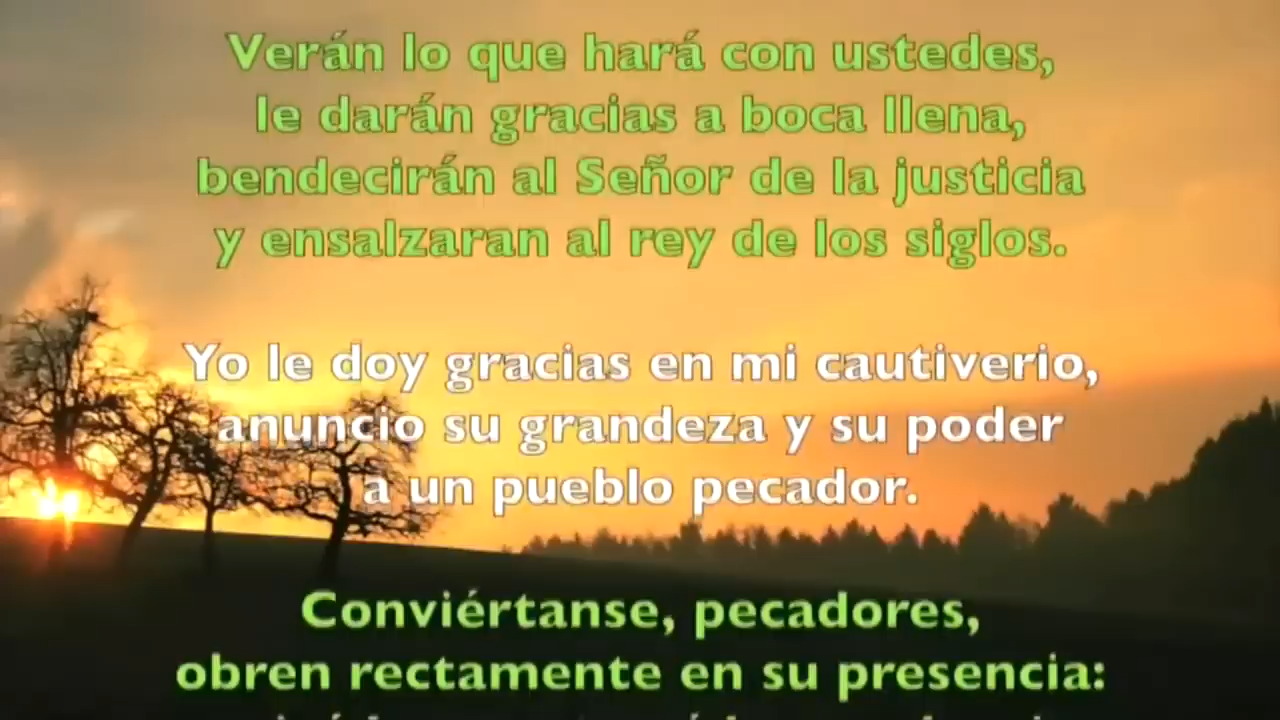 Verán lo que hará con ustedes,
le darán gracias a boca llena,
bendecirán al Señor de la justicia
y ensalzaran al rey de los siglos.
Yo le doy gracias en mi cautiverio,
anuncio su grandeza y su poder
a un pueblo pecador.
Conviértanse, pecadores,
obren rectamente en su presencia: